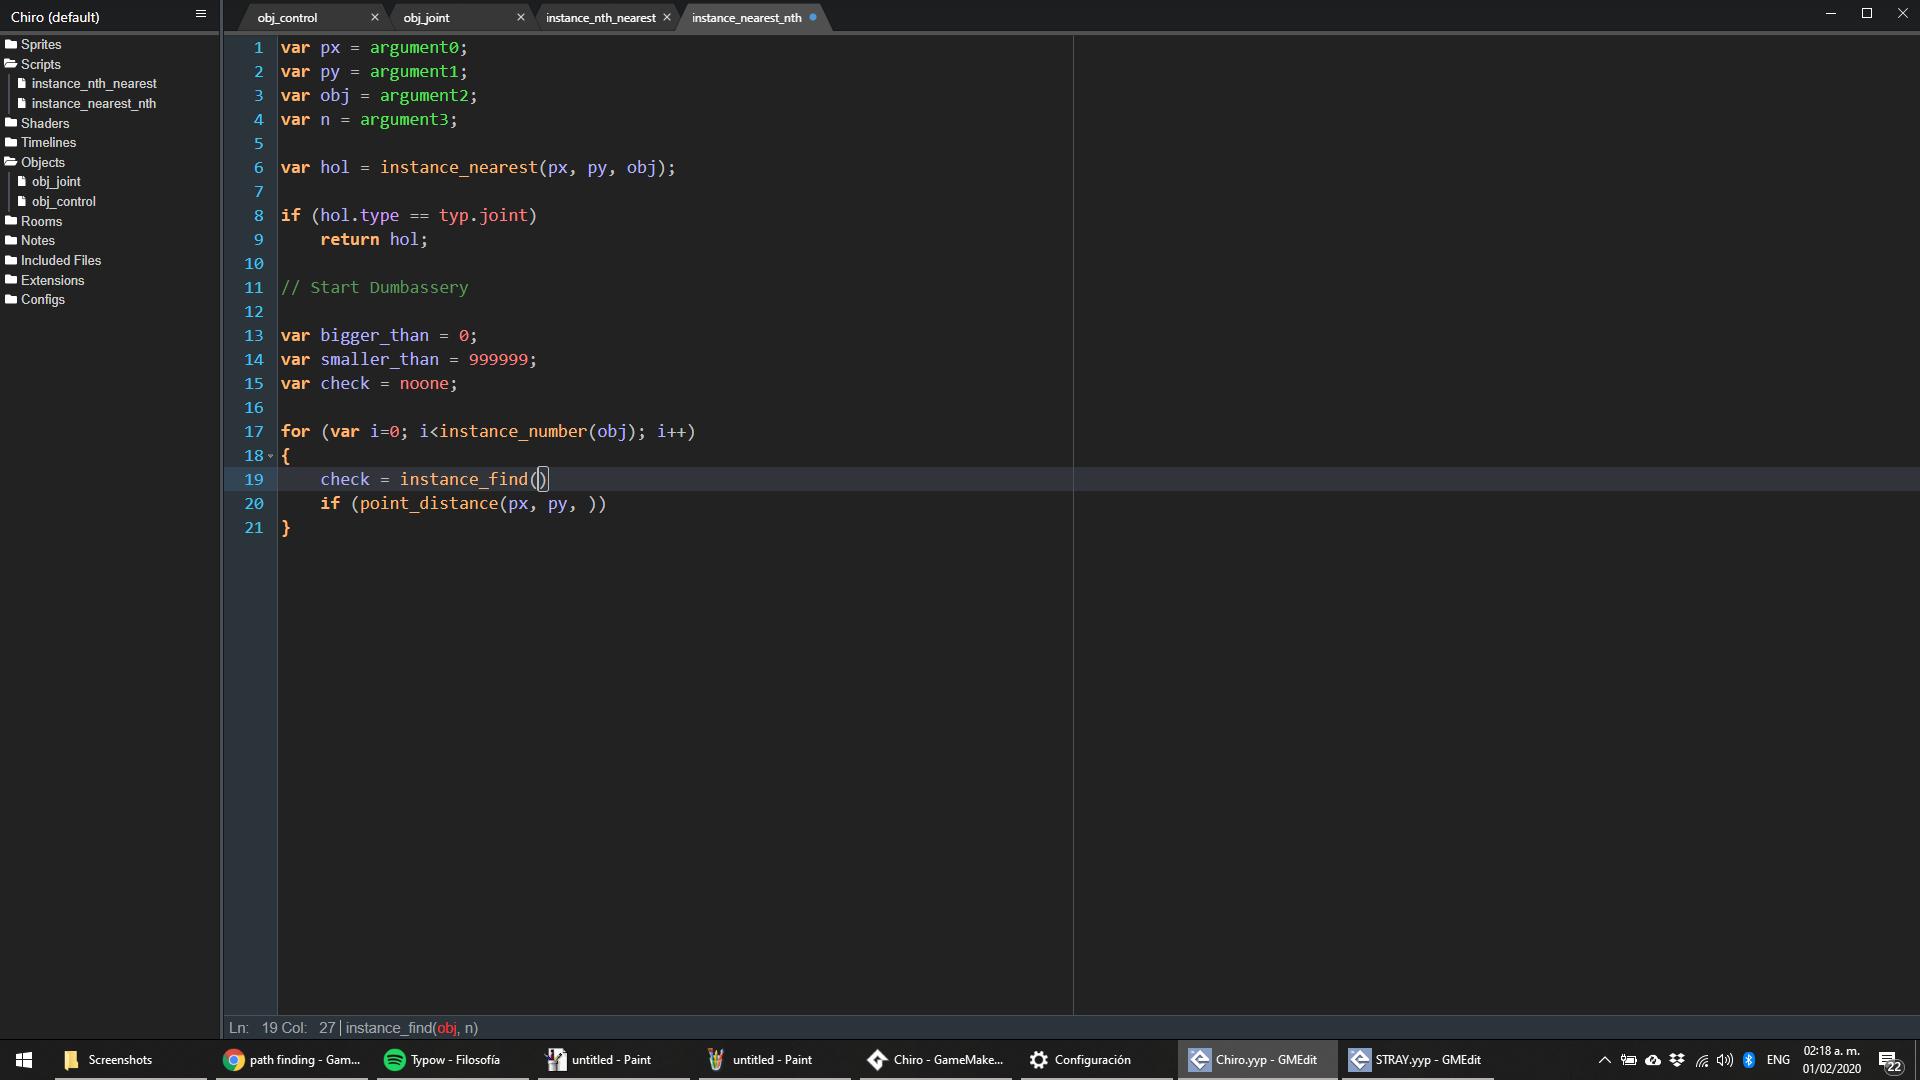 Chiro (default)
obj_control
obj_joint
instance_nth_nearest
instance_nearest_nth
Sprites
Scripts
instance_nth_nearest
instance_nearest_nth
Shaders
Timelines
Objects
obj_joint
obj_control
Rooms
Notes
Included Files
Extensions
Configs
1 var px = argument0;
2 var py = argument1;
3 var obj = argument2;
4 var n = argument3;
5
6 var hol = instance_nearest(px, py, obj);
7
8 if (hol.type == typ.joint)
9 return hol;
10
11 // Start Dumbassery
12
13 var bigger_than = 0;
14 var smaller_than = 999999;
15 var check = noone;
16
17 for (var i=0; i<instance_number(obj); i++)
18 {
19 check = instance_find()
20 if (point_distance(px, py, ))
21 }
Ln: 19 Col: 27 instance_find(obj, n)
Screenshots
path finding - Gam...
Typow - Filosofía
untitled - Paint
untitled - Paint
Chiro - GameMake...
Configuración
Chiro.yyp - GMEdit
STRAY.yyp - GMEdit
ENG
02:18 a. m.
01/02/2020
22